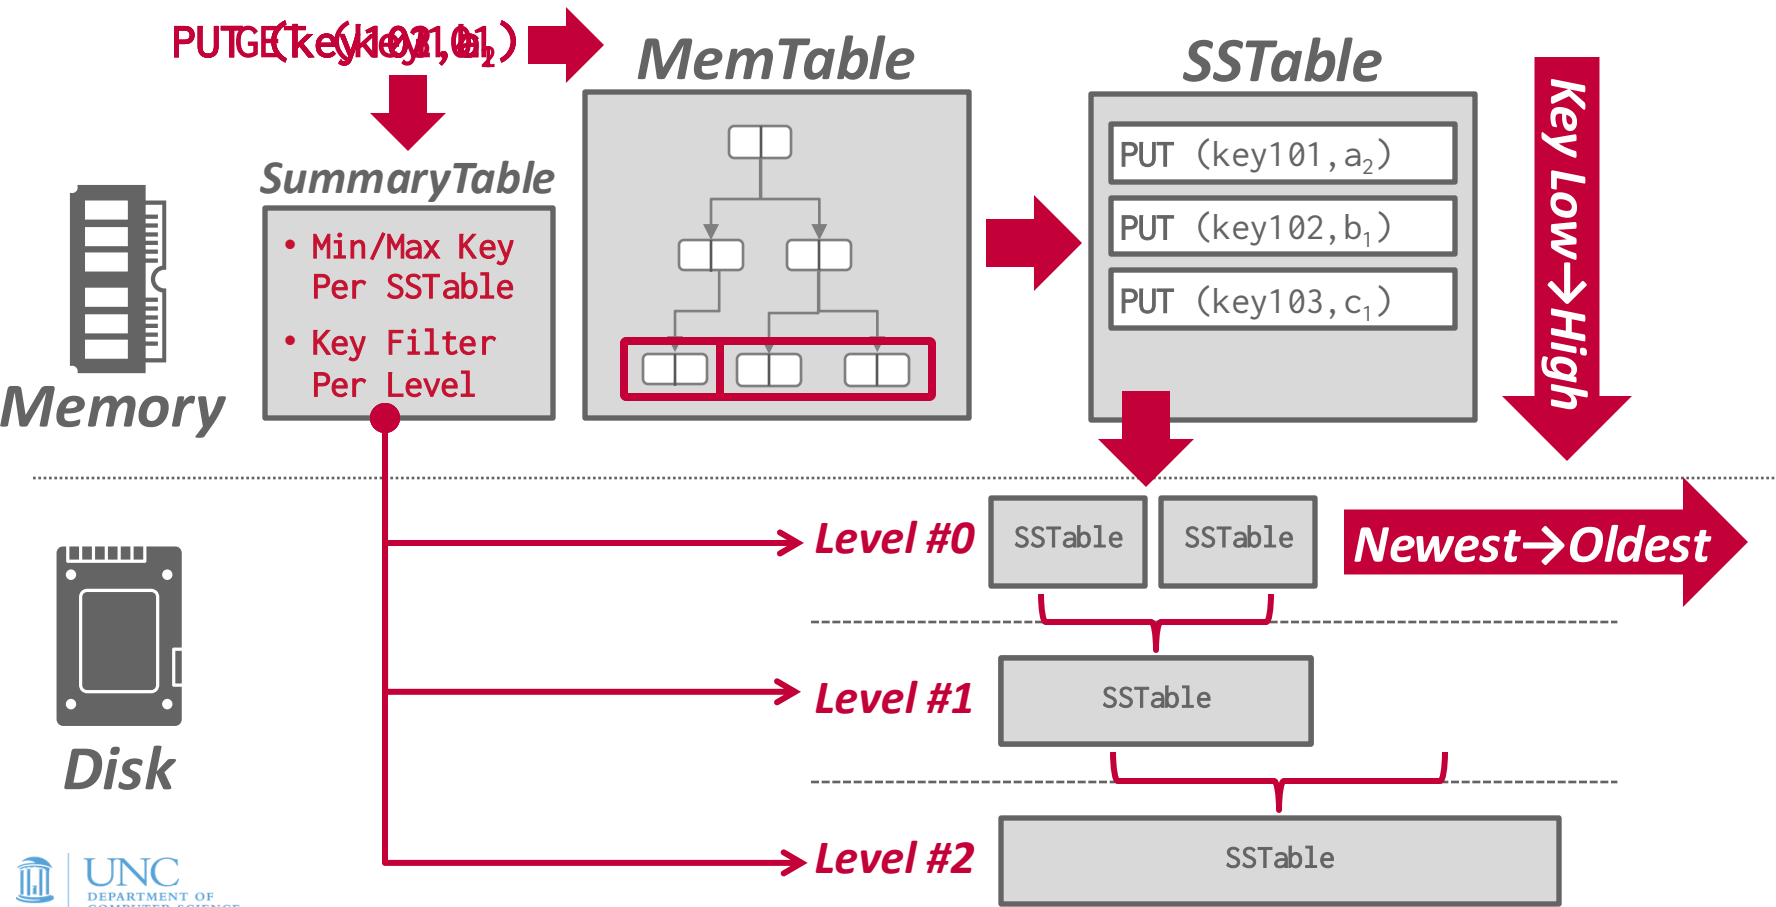 MemTable
SSTable
SummaryTable
• Min/Max Key
Per SSTable
• Key Filter
Per Level
PUT (key101,a₂)
PUT (key102,b₁)
PUT (key103,c₁)
Key Low→High
Memory
Level #0
SSTable
SSTable
Newest→Oldest
Level #1
SSTable
Disk
Level #2
SSTable
UNC
DEPARTMENT OF
COMPUTER SCIENCE